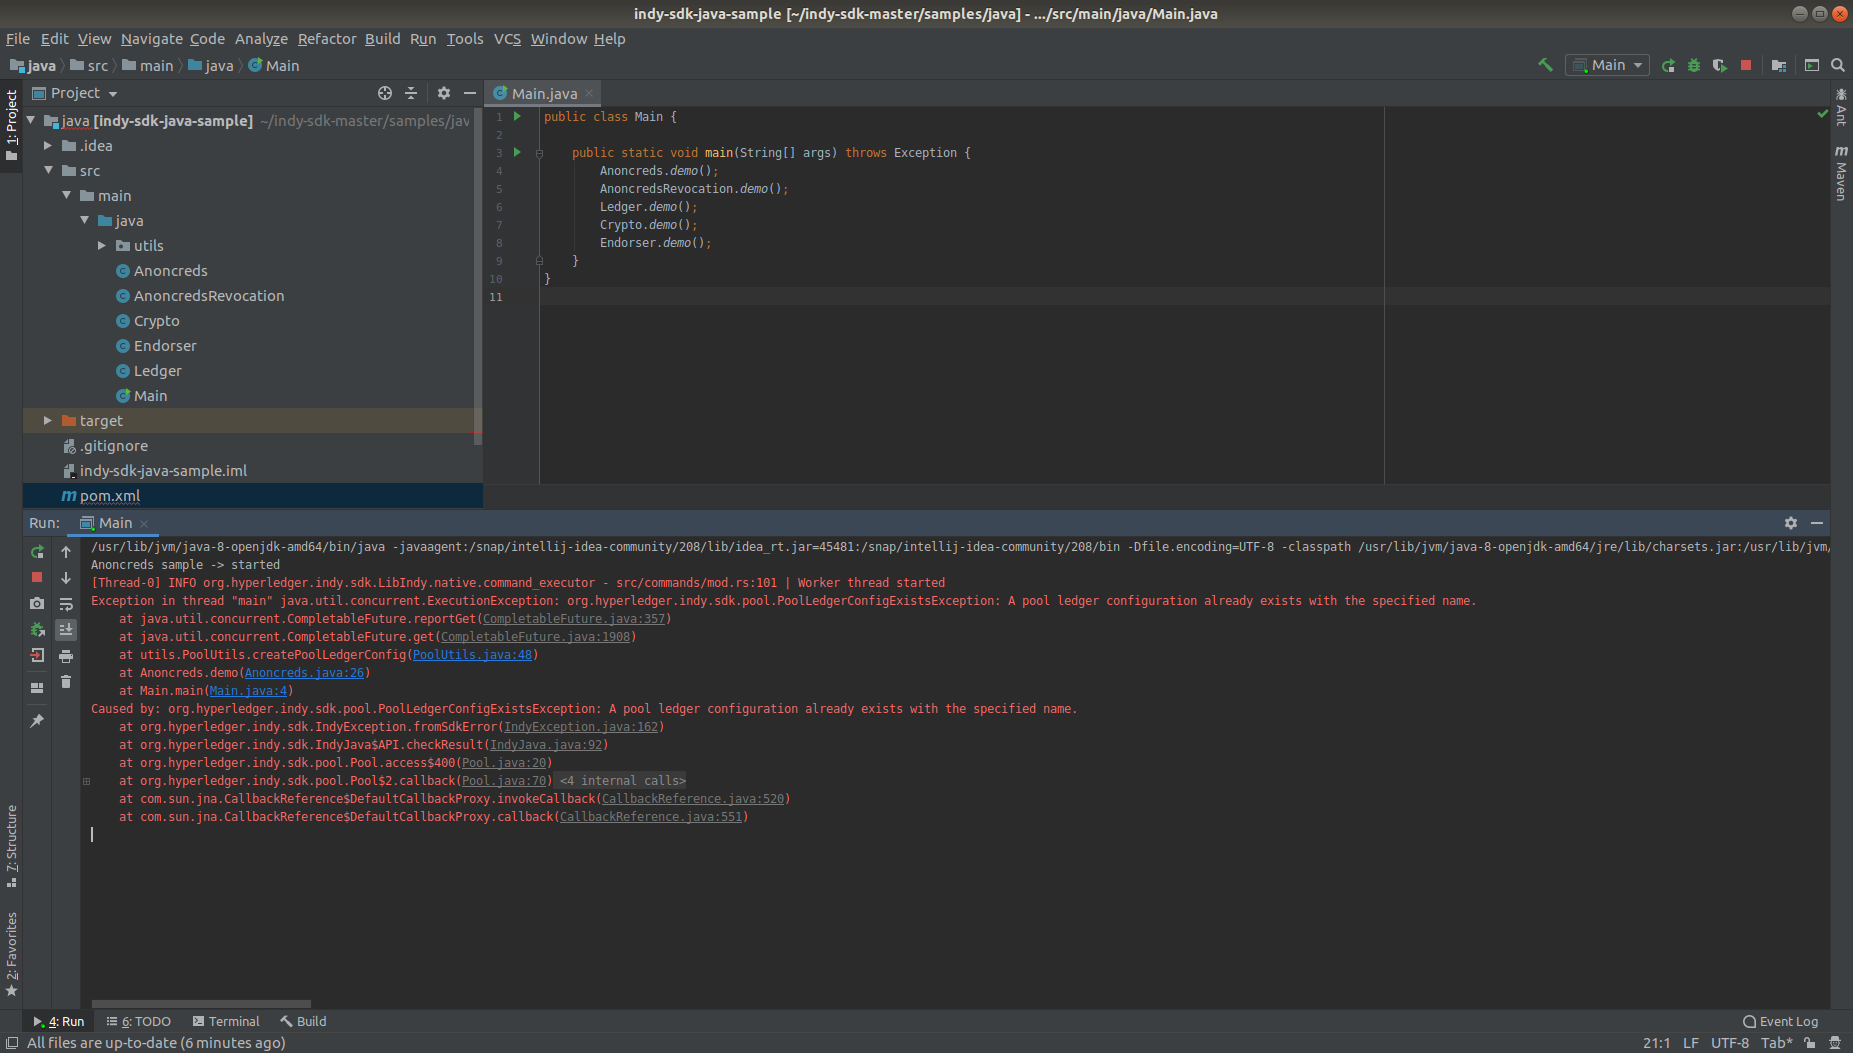 indy-sdk-java-sample [~/indy-sdk-master/samples/java] - .../src/main/java/Main.java
File Edit View Navigate Code Analyze Refactor Build Run Tools VCS Window Help
java src main java Main
Main
Project
Main.java
1: Project
Ant
Maven
java [indy-sdk-java-sample] ~/indy-sdk-master/samples/jav
.idea
src
main
java
utils
Anoncreds
AnoncredsRevocation
Crypto
Endorser
Ledger
Main
target
.gitignore
indy-sdk-java-sample.iml
pom.xml
1 public class Main {
2
3 public static void main(String[] args) throws Exception {
4 Anoncreds.demo();
5 AnoncredsRevocation.demo();
6 Ledger.demo();
7 Crypto.demo();
8 Endorser.demo();
9 }
10 }
11
Run: Main
/usr/lib/jvm/java-8-openjdk-amd64/bin/java -javaagent:/snap/intellij-idea-community/208/lib/idea_rt.jar=45481:/snap/intellij-idea-community/208/bin -Dfile.encoding=UTF-8 -classpath /usr/lib/jvm/java-8-openjdk-amd64/jre/lib/charsets.jar:/usr/lib/jvm/
Anoncreds sample -> started
[Thread-0] INFO org.hyperledger.indy.sdk.LibIndy.native.command_executor - src/commands/mod.rs:101 | Worker thread started
Exception in thread "main" java.util.concurrent.ExecutionException: org.hyperledger.indy.sdk.pool.PoolLedgerConfigExistsException: A pool ledger configuration already exists with the specified name.
at java.util.concurrent.CompletableFuture.reportGet(CompletableFuture.java:357)
at java.util.concurrent.CompletableFuture.get(CompletableFuture.java:1908)
at utils.PoolUtils.createPoolLedgerConfig(PoolUtils.java:48)
at Anoncreds.demo(Anoncreds.java:26)
at Main.main(Main.java:4)
Caused by: org.hyperledger.indy.sdk.pool.PoolLedgerConfigExistsException: A pool ledger configuration already exists with the specified name.
at org.hyperledger.indy.sdk.IndyException.fromSdkError(IndyException.java:162)
at org.hyperledger.indy.sdk.IndyJava$API.checkResult(IndyJava.java:92)
at org.hyperledger.indy.sdk.pool.Pool.access$400(Pool.java:20)
at org.hyperledger.indy.sdk.pool.Pool$2.callback(Pool.java:70) <4 internal calls>
at com.sun.jna.CallbackReference$DefaultCallbackProxy.invokeCallback(CallbackReference.java:520)
at com.sun.jna.CallbackReference$DefaultCallbackProxy.callback(CallbackReference.java:551)
7: Structure
2: Favorites
4: Run 6: TODO Terminal Build Event Log
All files are up-to-date (6 minutes ago) 21:1 LF UTF-8 Tab*